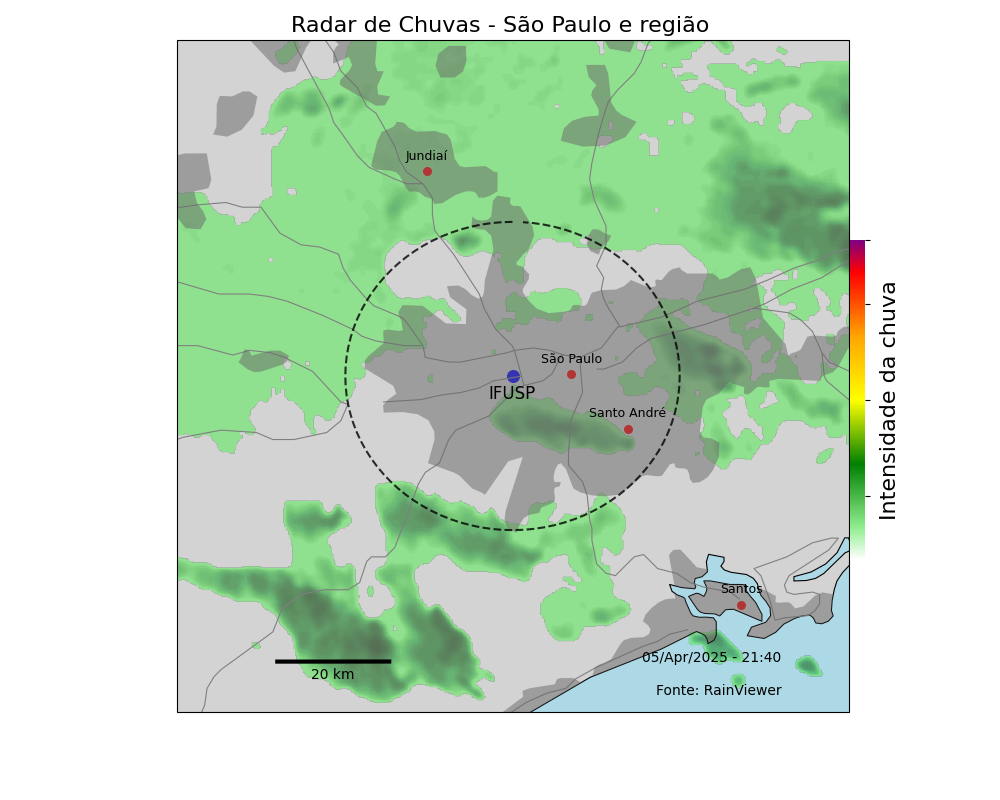 Radar de Chuvas - São Paulo e região
Jundiaí
São Paulo
IFUSP
Santo André
Santos
05/Apr/2025 - 21:40
20 km
Fonte: RainViewer
Intensidade da chuva